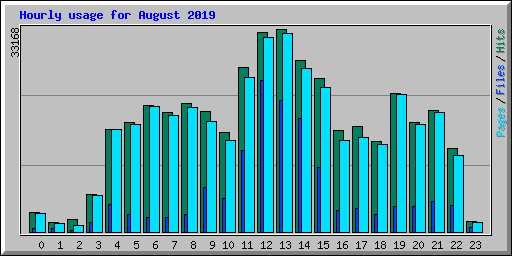 Hourly usage for August 2019
33168
Pages/Files/Hits
0 1 2 3 4 5 6 7 8 9 10 11 12 13 14 15 16 17 18 19 20 21 22 23